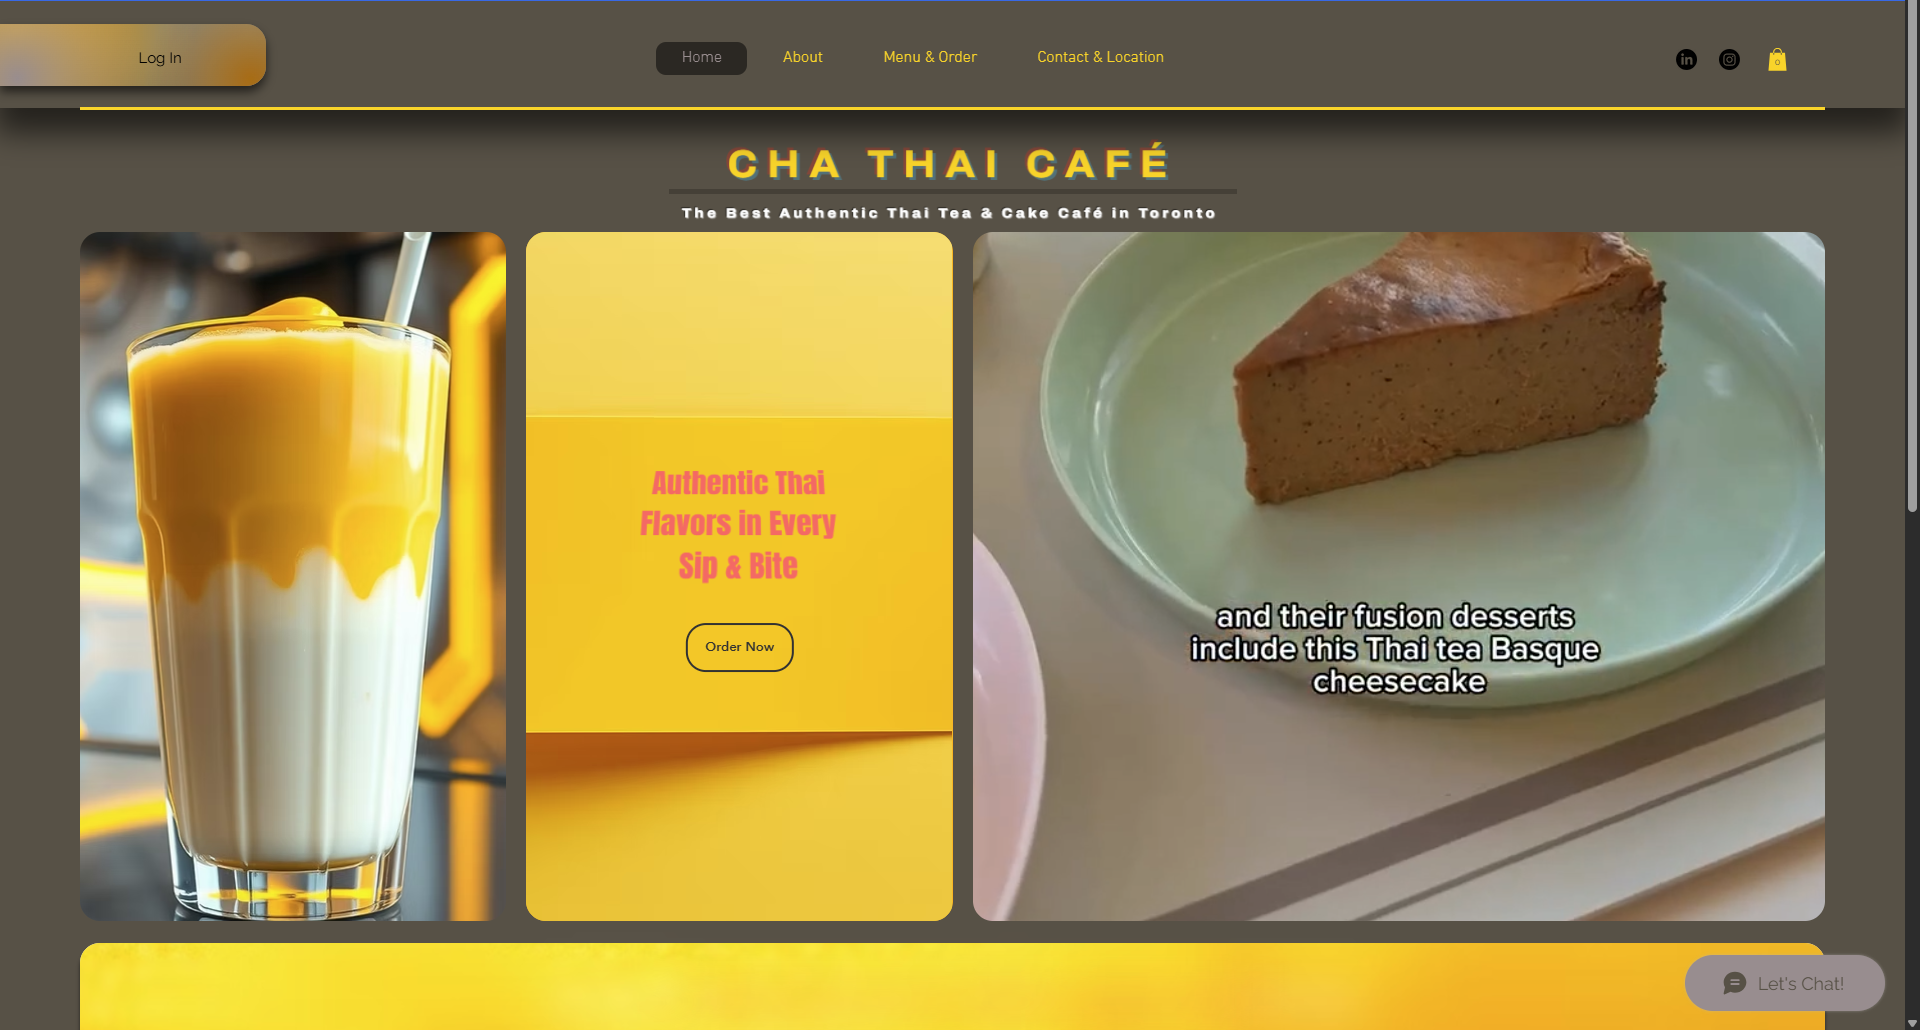 Log In
Home
About
Menu & Order
Contact & Location
in
0
CHA THAI CAFÉ
The Best Authentic Thai Tea & Cake Café in Toronto
Authentic Thai
Flavors in Every
Sip & Bite
Order Now
and their fusion desserts
include this Thai tea Basque
cheesecake
Let's Chat!